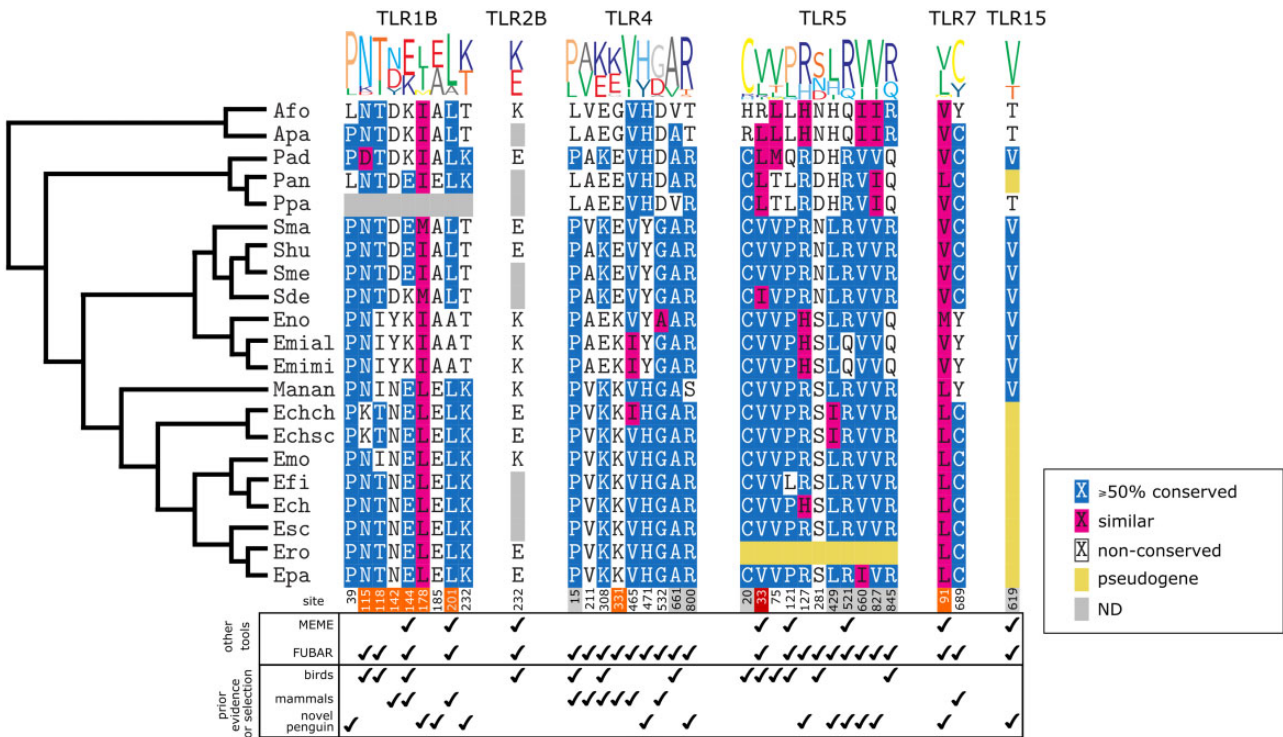 TLR1B TLR2B TLR4 TLR5 TLR7 TLR15
Afo LNTDKIALT K LVEGVHDVT HRLLHNHQIIR VY T
Apa PNTDKIALT LAEGVHDAT RLLLHNHQIIR VC T
Pad PDTDKIALK E PAKEVHDAR CLMQRDHRVVQ VC V
Pan LNTDEIELK LAEEVHDAR CLTLRDHRVIQ VC
Ppa LAEEVHDVR CLTLRDHRVIQ VC T
Sma PNTDEMALT E PVKEVYGAR CVVPRNLRVVR VC V
Shu PNTDEIALT E PAKEVYGAR CVVPRNLRVVR VC V
Sme PNTDEIALT PAKEVYGAR CVVPRNLRVVR VC V
Sde PNTDKMALT PAKEVYGAR CIVPRNLRVVR VC V
Eno PNIYKIAAT K PAEKVYAAR CVVPHSLRVVQ MY V
Emial PNIYKIAAT K PAEKIYGAR CVVPHSLQVVQ VY V
Emimi PNIYKIAAT K PAEKIYGAR CVVPHSLQVVQ VY V
Manan PNINELELK K PVKKVHGAS CVVPRSLRVVR LY V
Echch PKTNELELK E PVKKIHGAR CVVPRSIRVVR LC
Echsc PKTNELELK E PVKKVHGAR CVVPRSIRVVR LC
Emo PNINELELK K PVKKVHGAR CVVPRSLRVVR LC
Efi PNTNELELK PVKKVHGAR CVVLRSLRVVR LC
Ech PNTNELELK PVKKVHGAR CVVPHSLRVVR LC
Esc PNTNELELK PVKKVHGAR CVVPRSLRVVR LC
Ero PNTNELELK E PVKKVHGAR LC
Epa PNTNELELK E PVKKVHGAR CVVPRSLRIVR LC
site 39 115 118 142 144 178 185 201 232 232 15 211 308 331 465 471 532 661 800 20 33 75 121 127 281 429 521 660 827 845 91 689 619
other tools
MEME
FUBAR
prior evidence or selection
birds
mammals
novel penguin
X ≥50% conserved
X similar
X non-conserved
pseudogene
ND